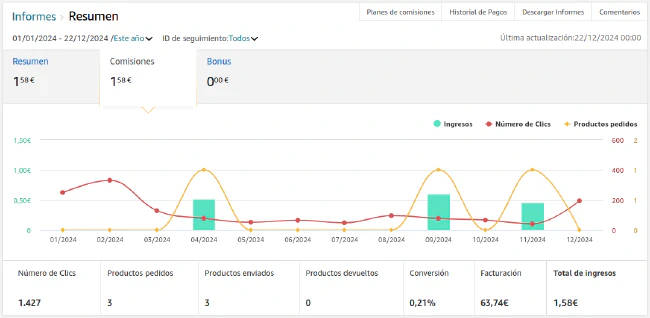 Informes › Resumen
Planes de comisiones Historial de Pagos Descargar Informes Comentarios
01/01/2024 - 22/12/2024 /Este año ID de seguimiento:Todos
Última actualización:22/12/2024 00:00
Resumen Comisiones Bonus
1 58 € 1 58 € 0 00 €
Ingresos Número de Clics Productos pedidos
1,50€ 600 2
1,00€ 400 1
0,50€ 200 1
0 0 0
01/2024 02/2024 03/2024 04/2024 05/2024 06/2024 07/2024 08/2024 09/2024 10/2024 11/2024 12/2024
Número de Clics Productos pedidos Productos enviados Productos devueltos Conversión Facturación Total de ingresos
1.427 3 3 0 0,21% 63,74€ 1,58€